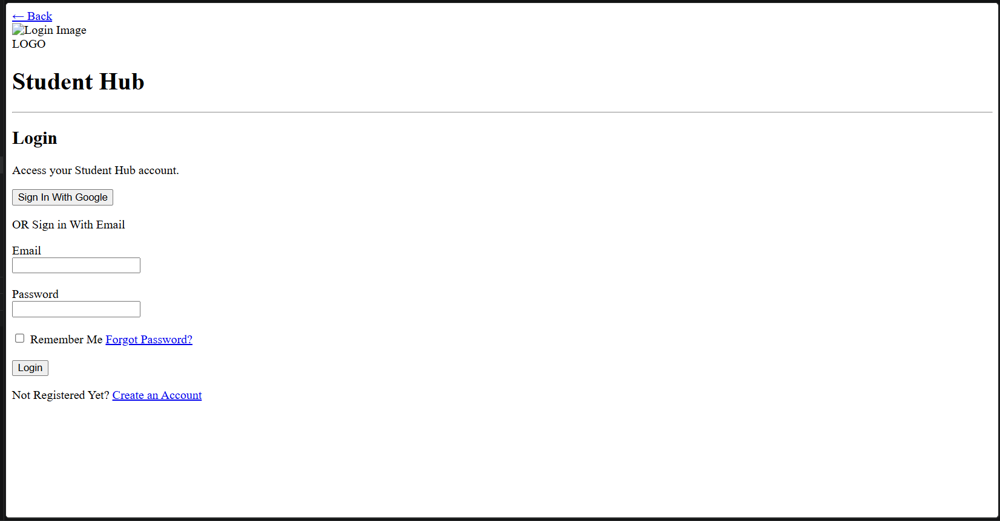 ← Back
Login Image
LOGO
Student Hub
Login
Access your Student Hub account.
Sign In With Google
OR Sign in With Email
Email
Password
Remember Me Forgot Password?
Login
Not Registered Yet? Create an Account